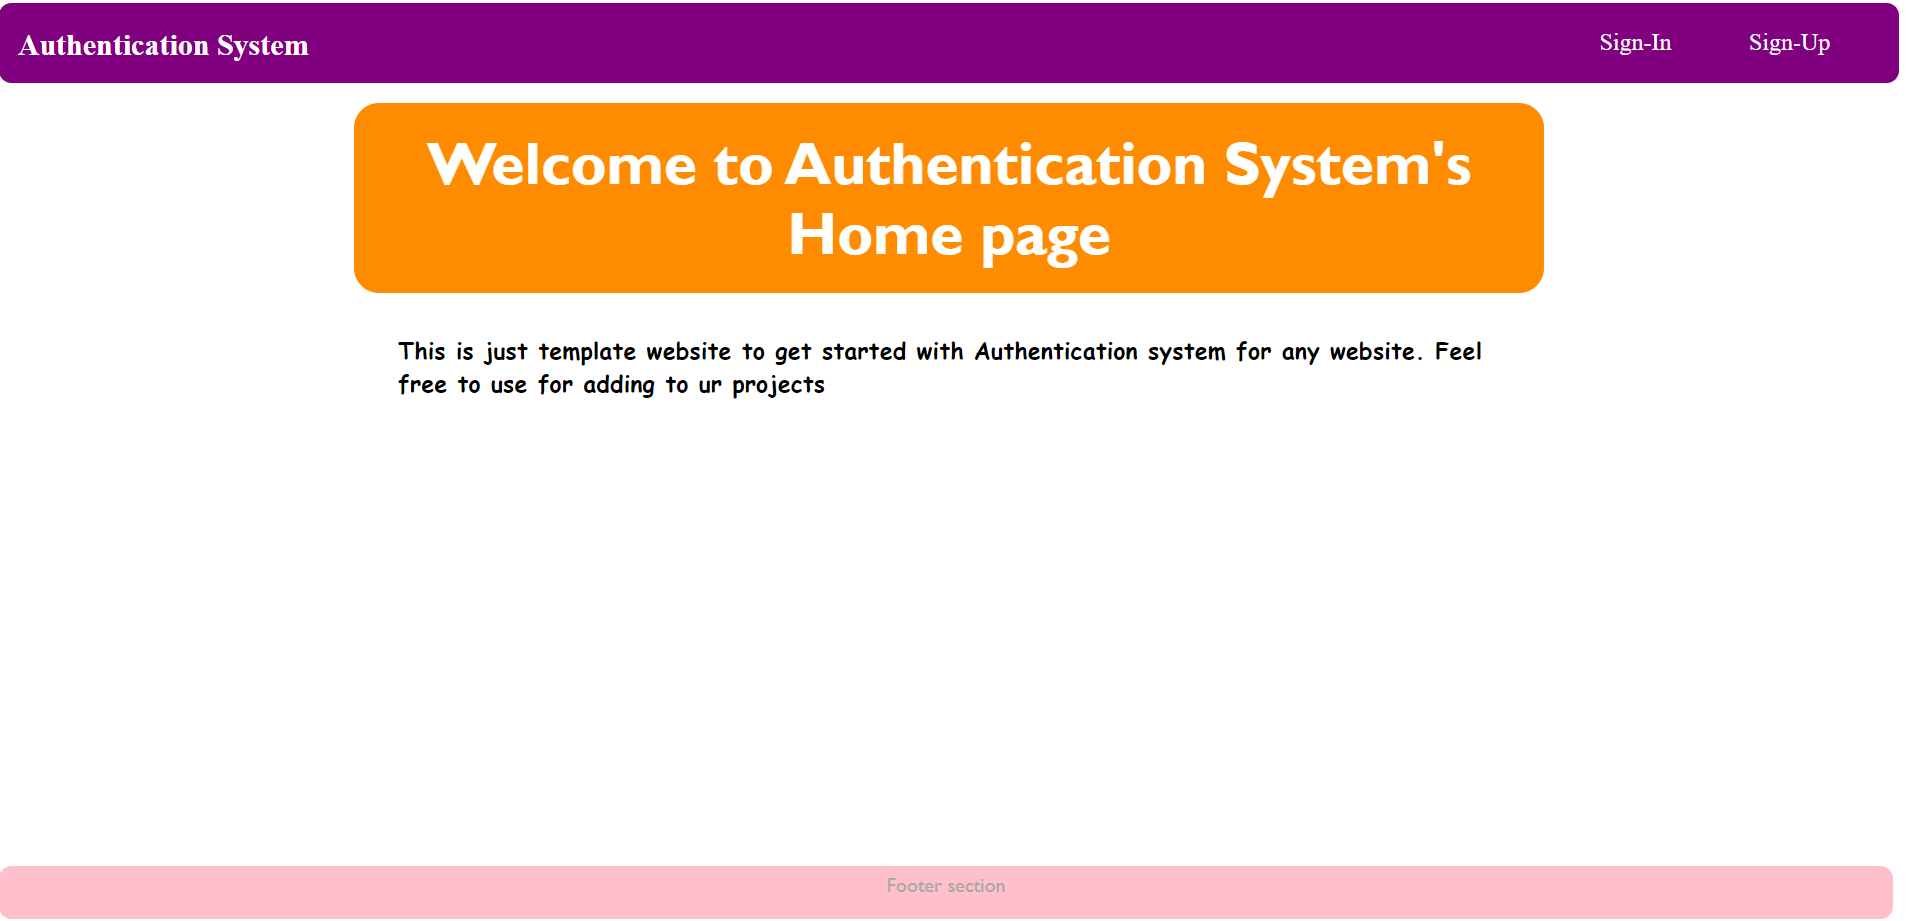 Authentication System
Sign-In
Sign-Up
Welcome to Authentication System's
Home page
This is just template website to get started with Authentication system for any website. Feel
free to use for adding to ur projects
Footer section